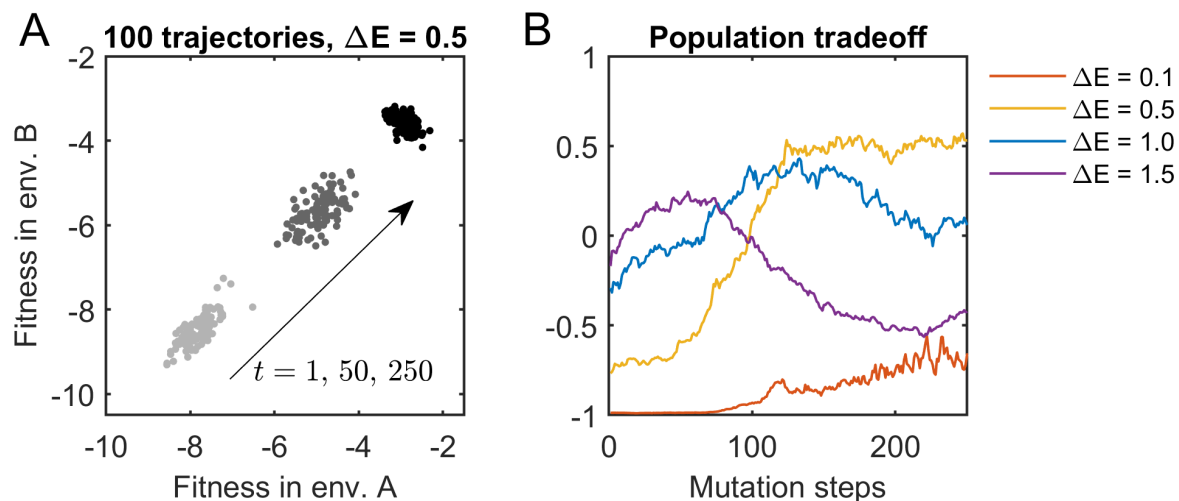 A
100 trajectories, ΔE = 0.5
-2
-4
-6
-8
-10
Fitness in env. B
t = 1, 50, 250
-10
-8
-6
-4
-2
Fitness in env. A
B
Population tradeoff
1
0.5
0
-0.5
-1
0
100
200
Mutation steps
ΔE = 0.1
ΔE = 0.5
ΔE = 1.0
ΔE = 1.5